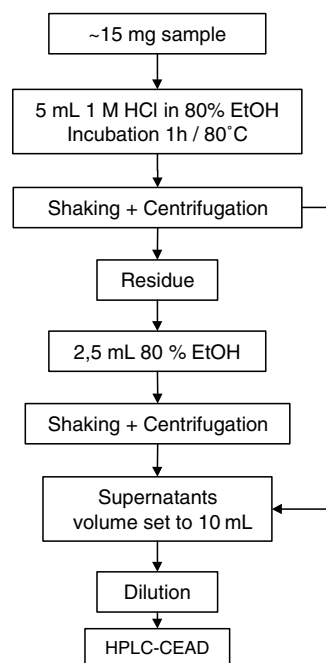 ~15 mg sample
5 mL 1 M HCl in 80% EtOH
Incubation 1h / 80˚C
Shaking + Centrifugation
Residue
2,5 mL 80 % EtOH
Shaking + Centrifugation
Supernatants
volume set to 10 mL
Dilution
HPLC-CEAD